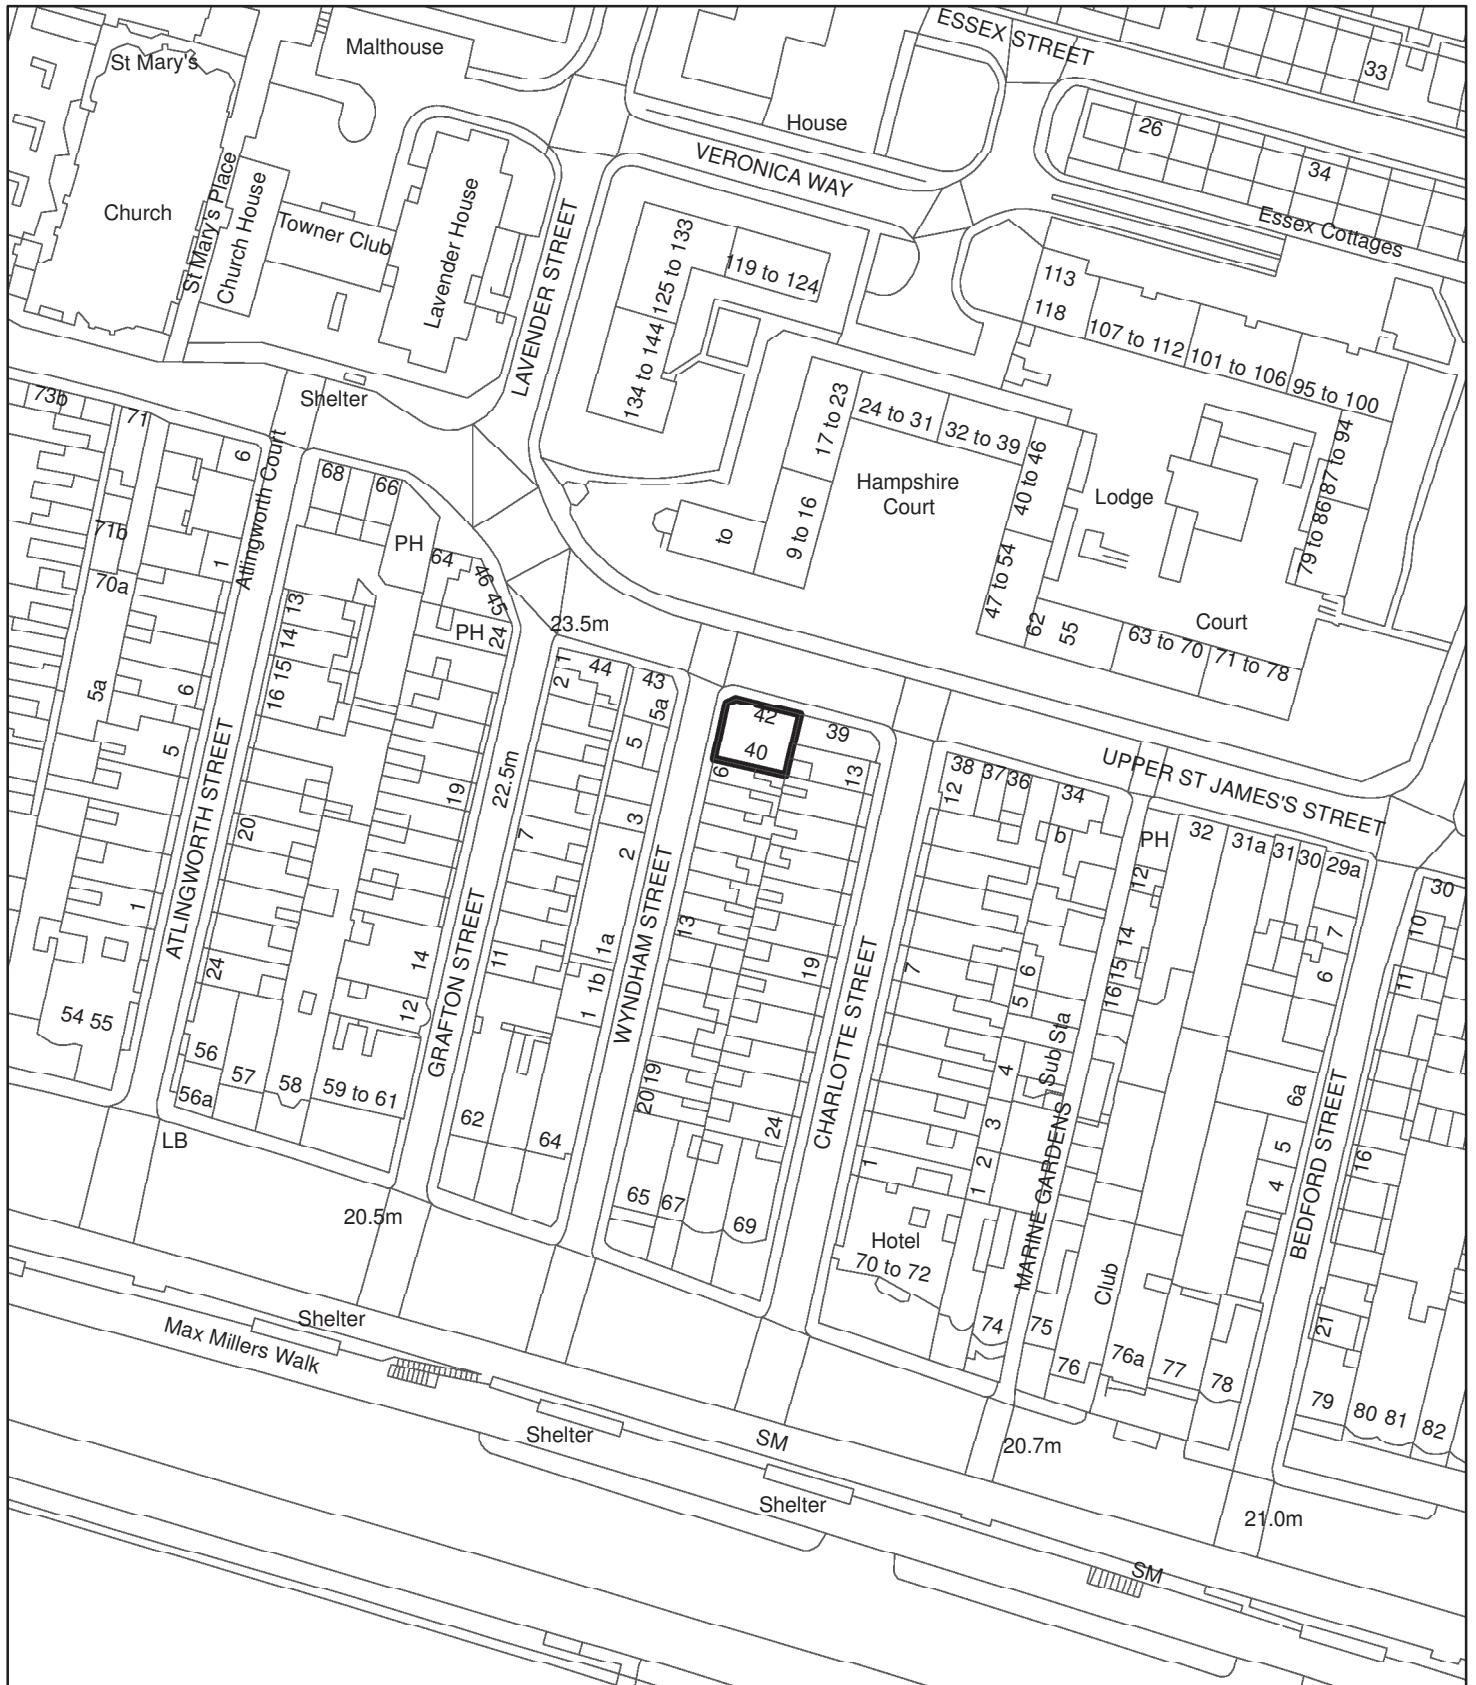 ESSEX STREET
Malthouse
St Mary's
33
House
26
VERONICA WAY
34
St Mary's Place
Church House
Church
Towner Club
Lavender House
LAVENDER STREET
Essex Cottages
125 to 133
119 to 124
113
118
107 to 112
101 to 106
95 to 100
134 to 144
Shelter
73b
71
17 to 23
24 to 31
32 to 39
40 to 46
87 to 94
6
Atlingworth Court
68
66
Hampshire
Court
Lodge
71b
PH
64
to
9 to 16
79 to 86
1
70a
46
45
47 to 54
13
PH
24
23.5m
62
55
63 to 70
Court
71 to 78
14
15
16
5a
6
21
44
43
5a
42
40
39
5
5
6
13
UPPER ST JAMES'S STREET
38
37
36
34
12
22.5m
19
20
7
3
2
b
PH
32
31a
31
30
29a
30
12
ATLINGWORTH STREET
1
GRAFTON STREET
WYNDHAM STREET
13
14
11
1a
1b
1
19
CHARLOTTE STREET
7
6
5
14
15
16
7
6
10
11
24
12
54 55
56
56a
57
58
59 to 61
62
64
20
19
24
4
Sub Sta
3
2
1
1
MARINE GARDENS
6a
5
4
BEDFORD STREET
16
LB
20.5m
65
67
69
Hotel
70 to 72
Club
74
75
76
76a
77
78
21
79
80
81
82
Shelter
Max Millers Walk
Shelter
SM
20.7m
Shelter
21.0m
SM